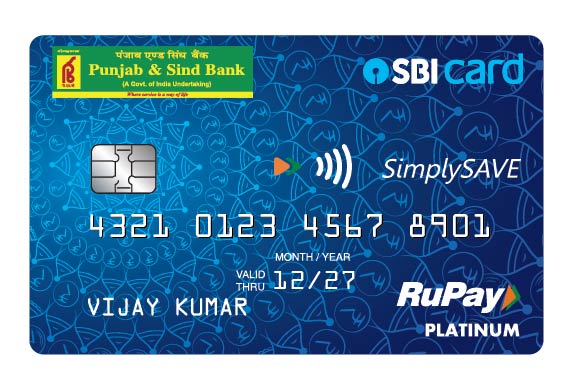 पंजाब एण्ड सिंध बैंक
Punjab & Sind Bank
(A Govt. of India Undertaking)
Where service is a way of life
SBI card
SimplySAVE
4321 0123 4567 8901
MONTH / YEAR
VALID THRU 12/27
VIJAY KUMAR
RuPay
PLATINUM